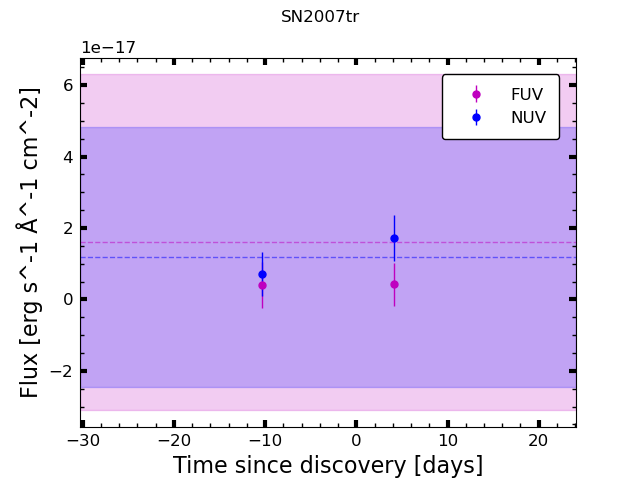 SN2007tr
1e−17
6
4
2
0
−2
−30
−20
−10
0
10
20
Flux [erg s^-1 Å^-1 cm^-2]
Time since discovery [days]
FUV
NUV